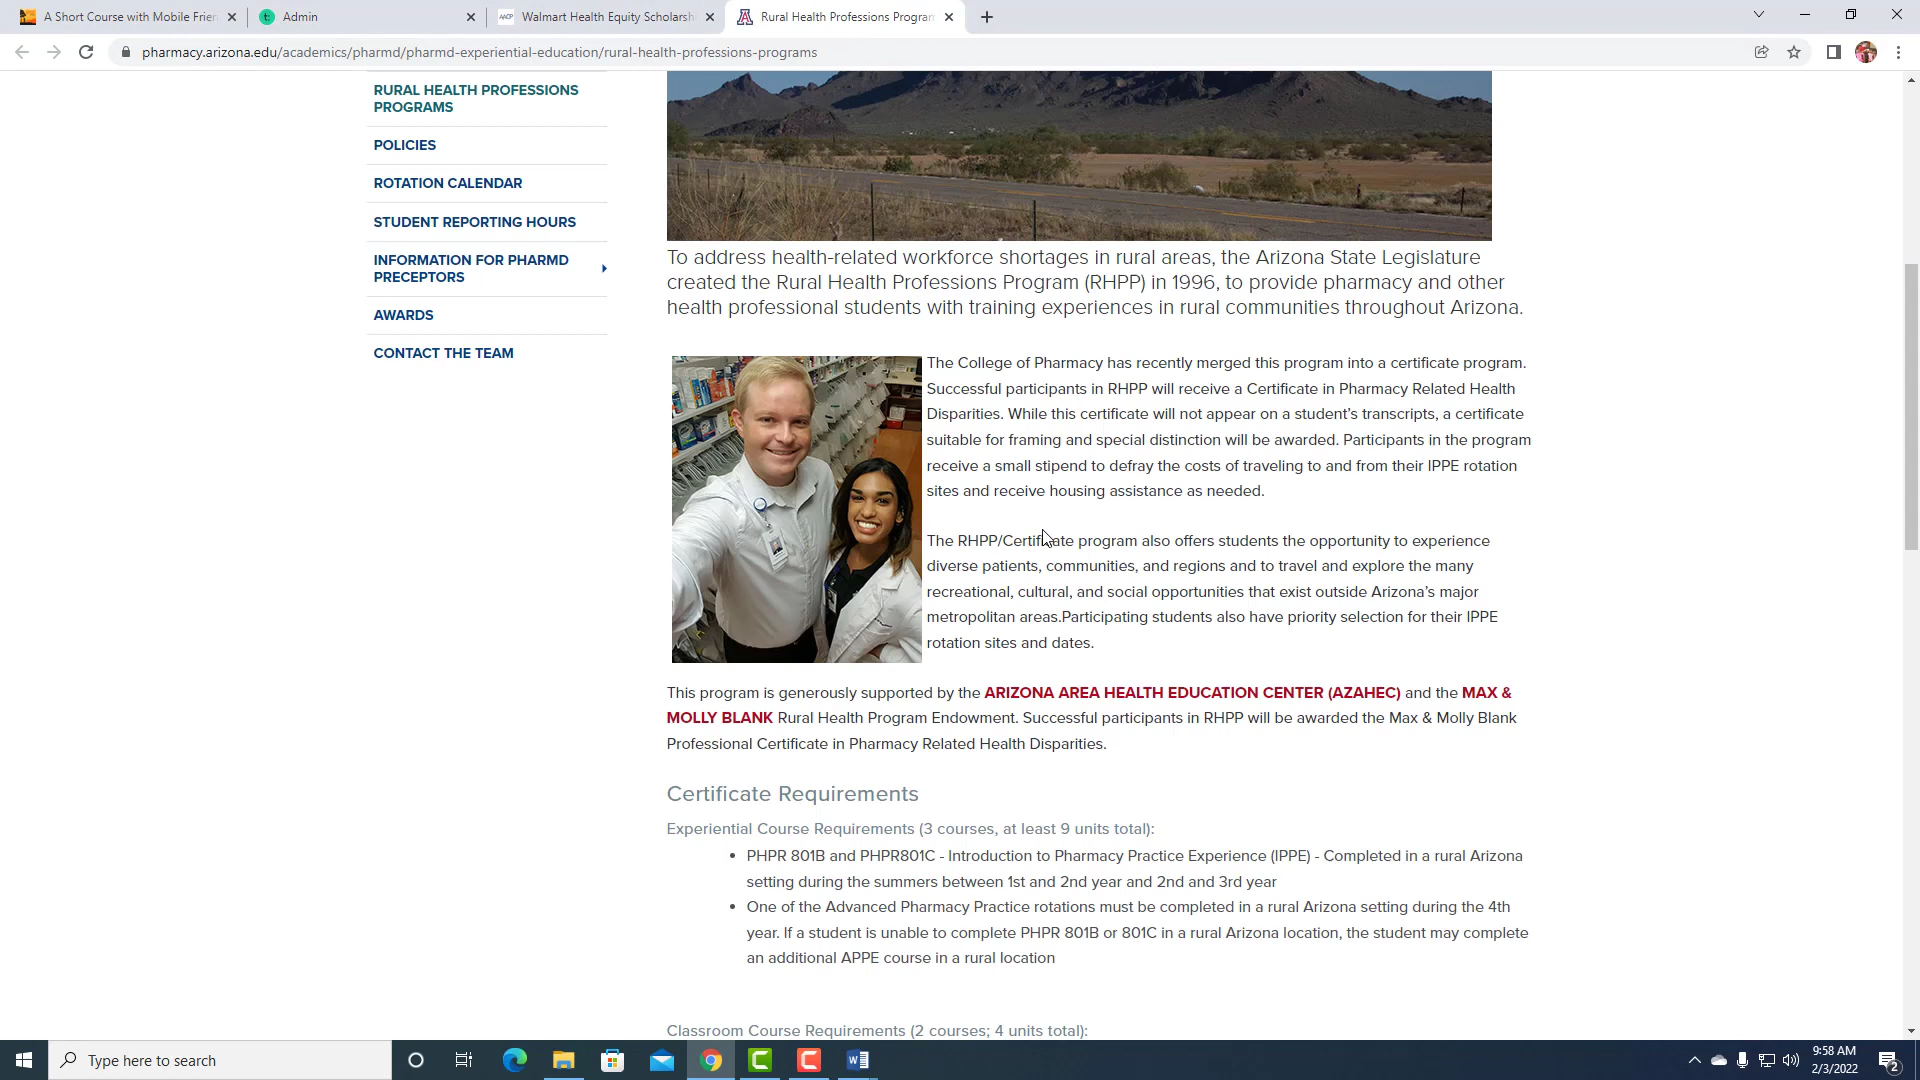 A Short Course with Mobile Frien
Admin
AACP
Walmart Health Equity Scholarsh
Rural Health Professions Program
pharmacy.arizona.edu/academics/pharmd/pharmd-experiential-education/rural-health-professions-programs
RURAL HEALTH PROFESSIONS
PROGRAMS
POLICIES
ROTATION CALENDAR
STUDENT REPORTING HOURS
INFORMATION FOR PHARMD
PRECEPTORS
AWARDS
CONTACT THE TEAM
To address health-related workforce shortages in rural areas, the Arizona State Legislature
created the Rural Health Professions Program (RHPP) in 1996, to provide pharmacy and other
health professional students with training experiences in rural communities throughout Arizona.
The College of Pharmacy has recently merged this program into a certificate program.
Successful participants in RHPP will receive a Certificate in Pharmacy Related Health
Disparities. While this certificate will not appear on a student's transcripts, a certificate
suitable for framing and special distinction will be awarded. Participants in the program
receive a small stipend to defray the costs of traveling to and from their IPPE rotation
sites and receive housing assistance as needed.
The RHPP/Certificate program also offers students the opportunity to experience
diverse patients, communities, and regions and to travel and explore the many
recreational, cultural, and social opportunities that exist outside Arizona's major
metropolitan areas.Participating students also have priority selection for their IPPE
rotation sites and dates.
This program is generously supported by the ARIZONA AREA HEALTH EDUCATION CENTER (AZAHEC) and the MAX &
MOLLY BLANK Rural Health Program Endowment. Successful participants in RHPP will be awarded the Max & Molly Blank
Professional Certificate in Pharmacy Related Health Disparities.
Certificate Requirements
Experiential Course Requirements (3 courses, at least 9 units total):
• PHPR 801B and PHPR801C - Introduction to Pharmacy Practice Experience (IPPE) - Completed in a rural Arizona
setting during the summers between 1st and 2nd year and 2nd and 3rd year
• One of the Advanced Pharmacy Practice rotations must be completed in a rural Arizona setting during the 4th
year. If a student is unable to complete PHPR 801B or 801C in a rural Arizona location, the student may complete
an additional APPE course in a rural location
Classroom Course Requirements (2 courses; 4 units total):
Type here to search
9:58 AM
2/3/2022
2